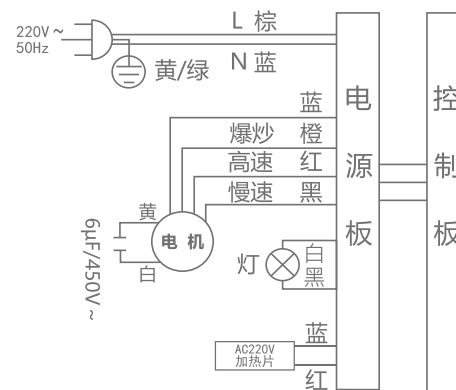 L 棕
220V ~
50Hz
N 蓝
黄/绿
蓝
爆炒 橙
高速 红
慢速 黑
黄
电 机
白
6μF/450V ~
灯
白
黑
蓝
AC220V
加热片
红
电源板
控制板